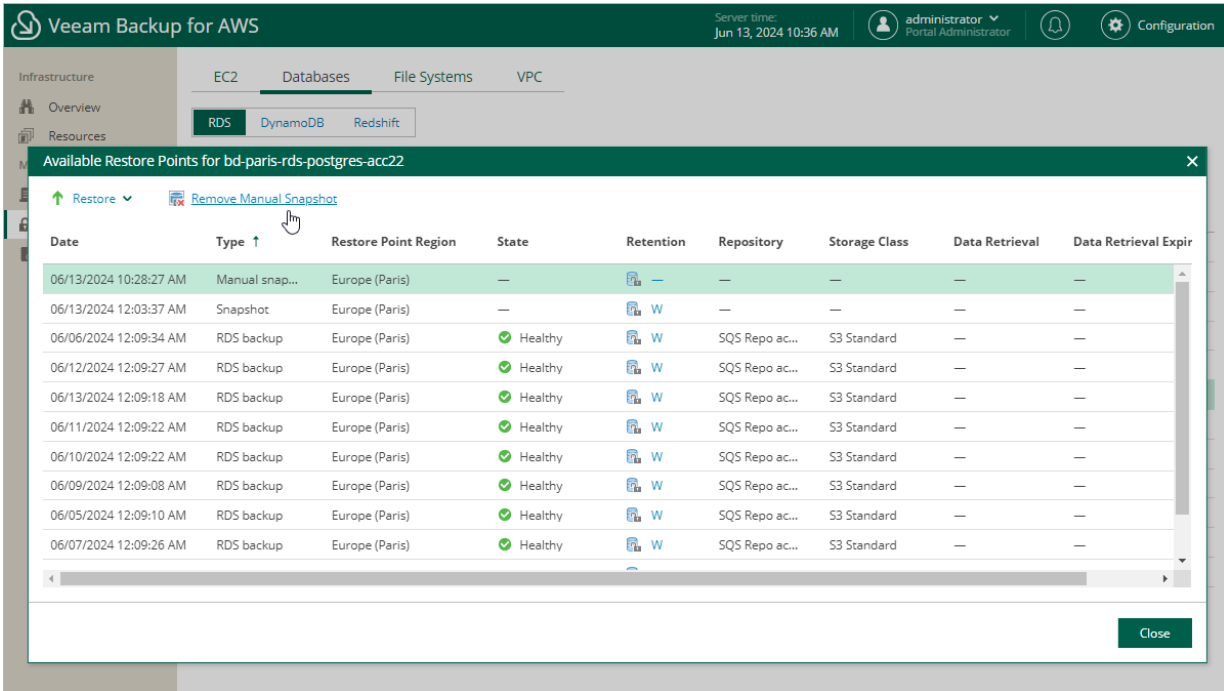 Veeam Backup for AWS
Server time:
Jun 13, 2024 10:36 AM
administrator
Portal Administrator
Configuration
Infrastructure
Overview
Resources
M
EC2 Databases File Systems VPC
RDS DynamoDB Redshift
Available Restore Points for bd-paris-rds-postgres-acc22
Restore Remove Manual Snapshot
Date Type ↑ Restore Point Region State Retention Repository Storage Class Data Retrieval Data Retrieval Expir
06/13/2024 10:28:27 AM Manual snap... Europe (Paris) — — — — — —
06/13/2024 12:03:37 AM Snapshot Europe (Paris) — W — — — —
06/06/2024 12:09:34 AM RDS backup Europe (Paris) Healthy W SQS Repo ac... S3 Standard — —
06/12/2024 12:09:27 AM RDS backup Europe (Paris) Healthy W SQS Repo ac... S3 Standard — —
06/13/2024 12:09:18 AM RDS backup Europe (Paris) Healthy W SQS Repo ac... S3 Standard — —
06/11/2024 12:09:22 AM RDS backup Europe (Paris) Healthy W SQS Repo ac... S3 Standard — —
06/10/2024 12:09:22 AM RDS backup Europe (Paris) Healthy W SQS Repo ac... S3 Standard — —
06/09/2024 12:09:08 AM RDS backup Europe (Paris) Healthy W SQS Repo ac... S3 Standard — —
06/05/2024 12:09:10 AM RDS backup Europe (Paris) Healthy W SQS Repo ac... S3 Standard — —
06/07/2024 12:09:26 AM RDS backup Europe (Paris) Healthy W SQS Repo ac... S3 Standard — —
Close